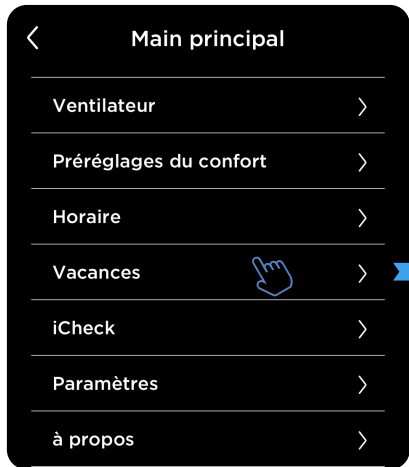 Main principal
Ventilateur
Préréglages du confort
Horaire
Vacances
iCheck
Paramètres
à propos